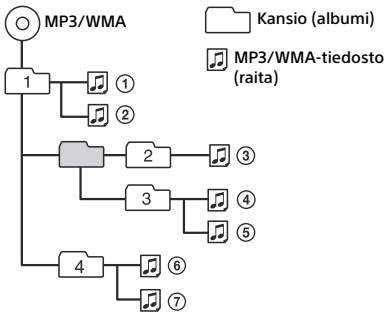 MP3/WMA
Kansio (albumi)
MP3/WMA-tiedosto
(raita)
1
①
②
2
③
3
④
⑤
4
⑥
⑦